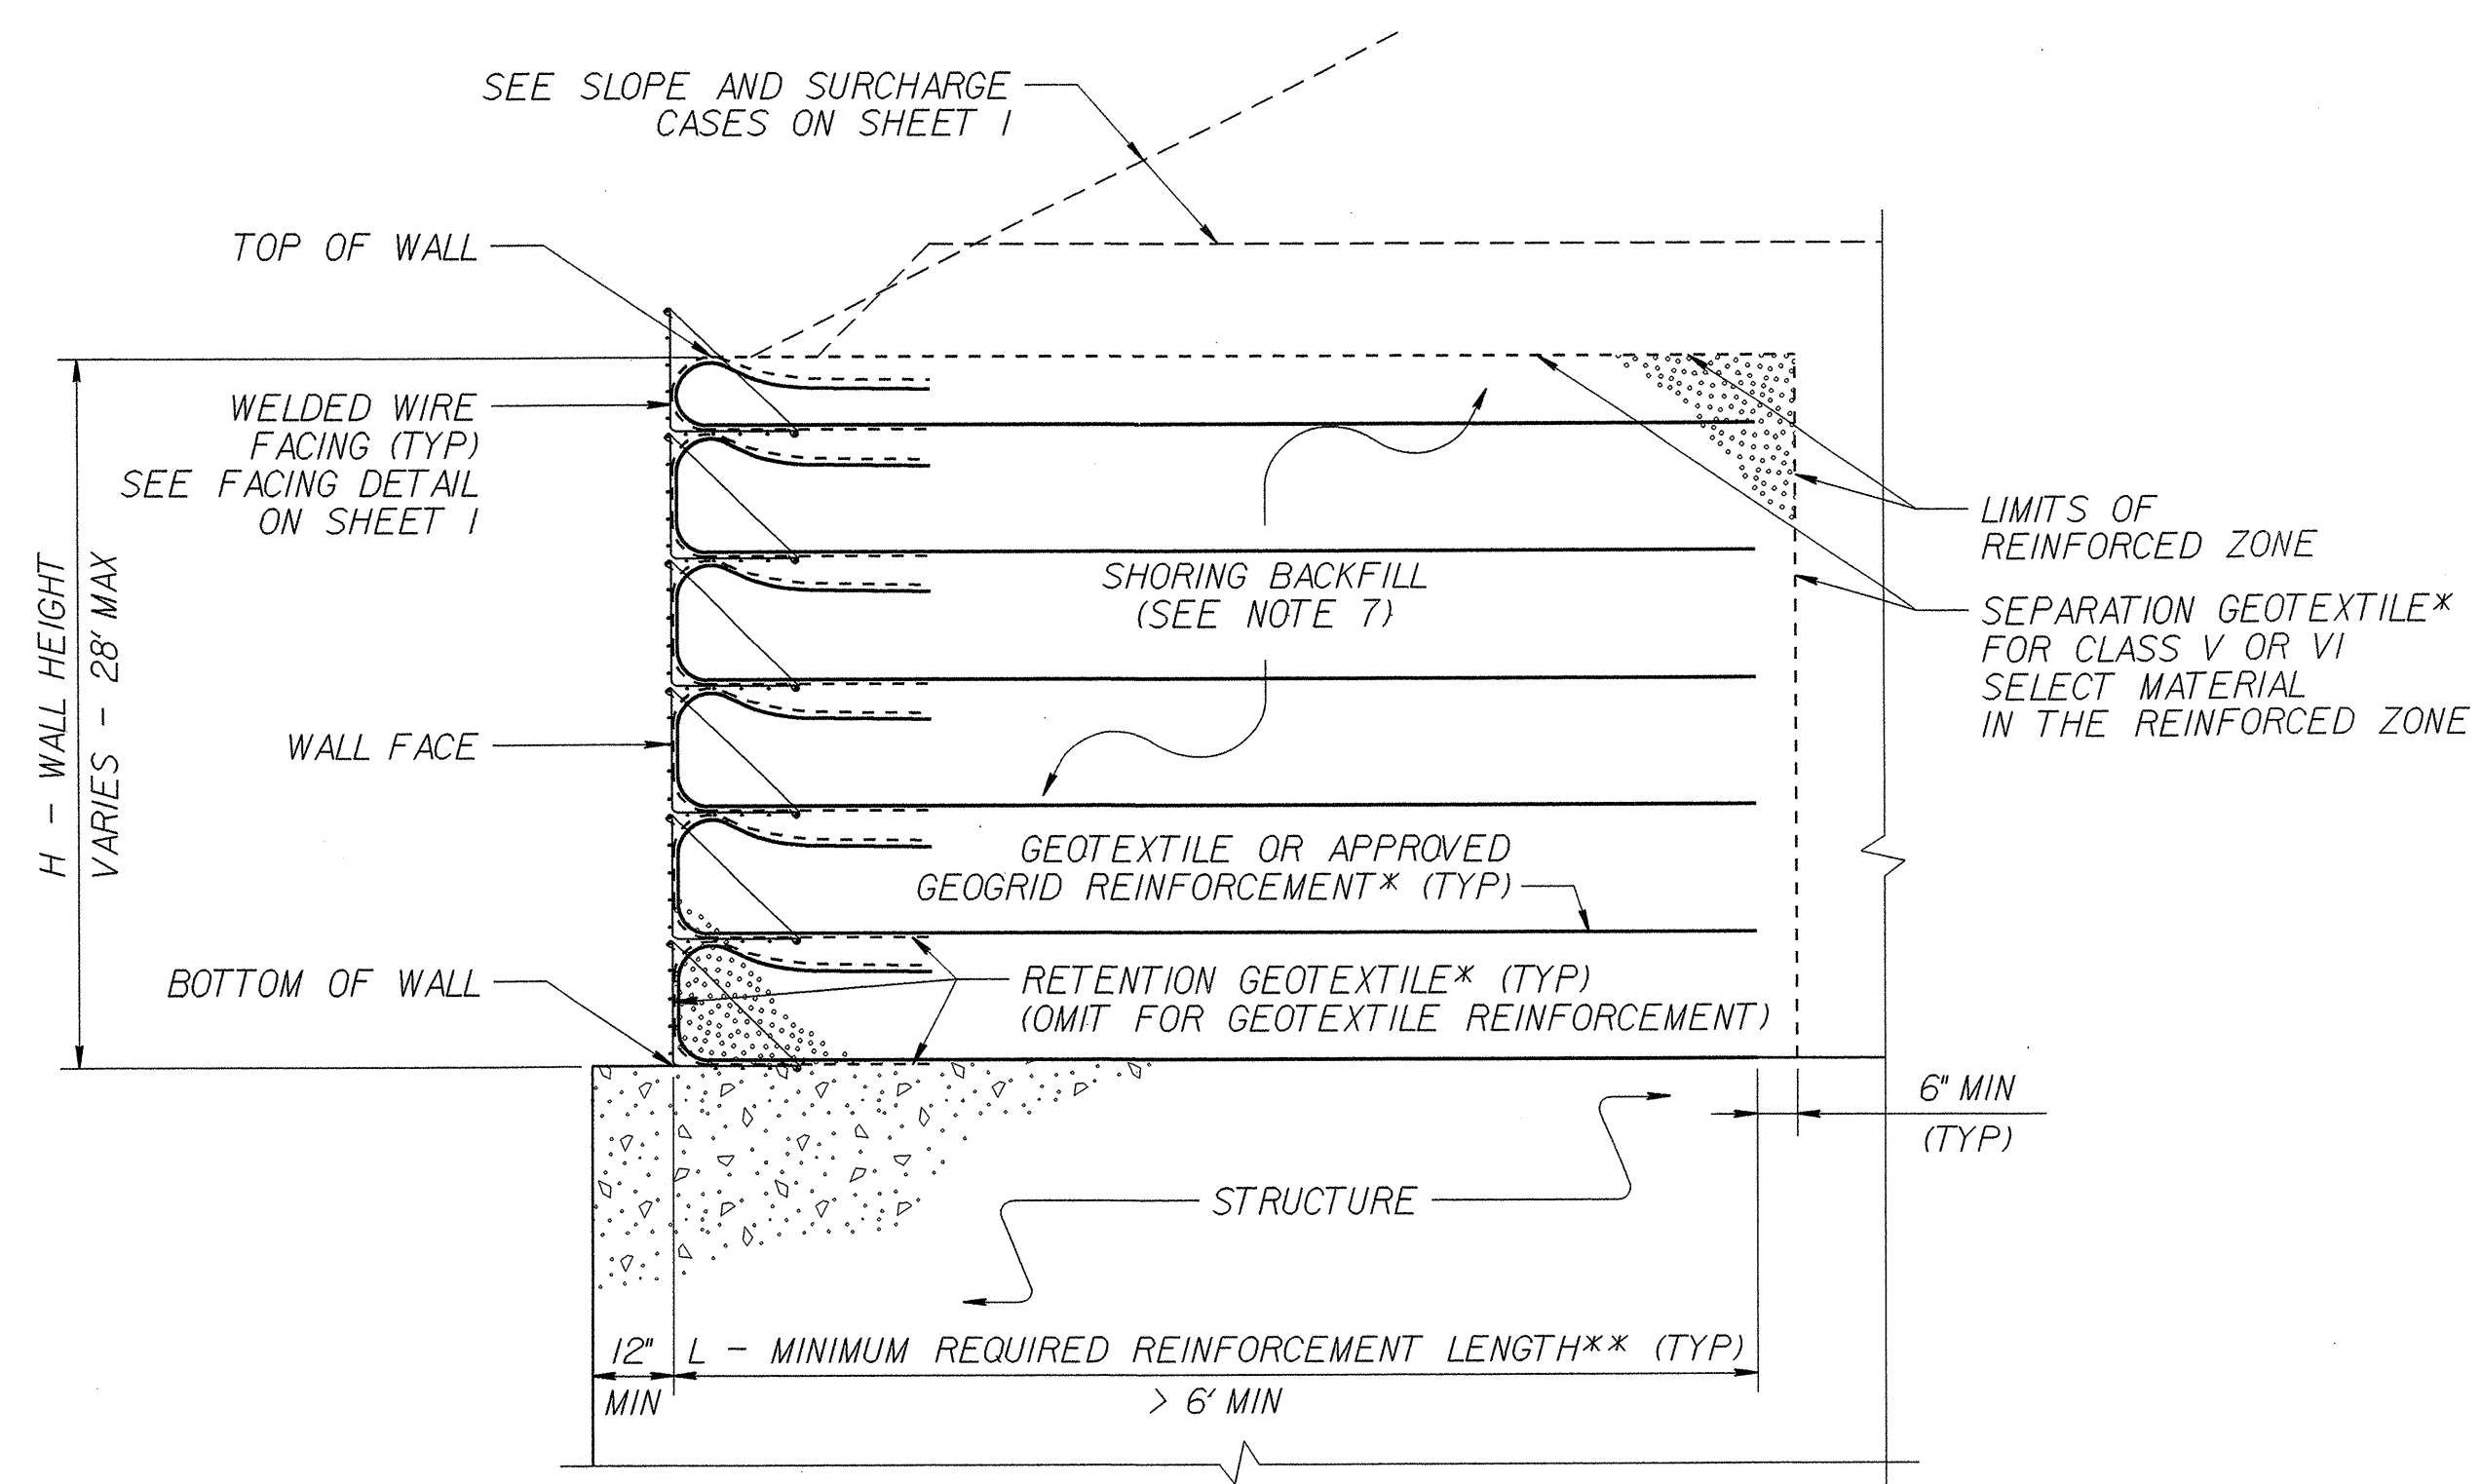 SEE SLOPE AND SURCHARGE
CASES ON SHEET 1
TOP OF WALL
WELDED WIRE
FACING (TYP)
SEE FACING DETAIL
ON SHEET 1
H - WALL HEIGHT
VARIES - 28' MAX
WALL FACE
BOTTOM OF WALL
SHORING BACKFILL
(SEE NOTE 7)
GEOTEXTILE OR APPROVED
GEOGRID REINFORCEMENT* (TYP)
RETENTION GEOTEXTILE* (TYP)
(OMIT FOR GEOTEXTILE REINFORCEMENT)
LIMITS OF
REINFORCED ZONE
SEPARATION GEOTEXTILE*
FOR CLASS V OR VI
SELECT MATERIAL
IN THE REINFORCED ZONE
6" MIN
(TYP)
STRUCTURE
12"
MIN
L - MINIMUM REQUIRED REINFORCEMENT LENGTH** (TYP)
> 6' MIN